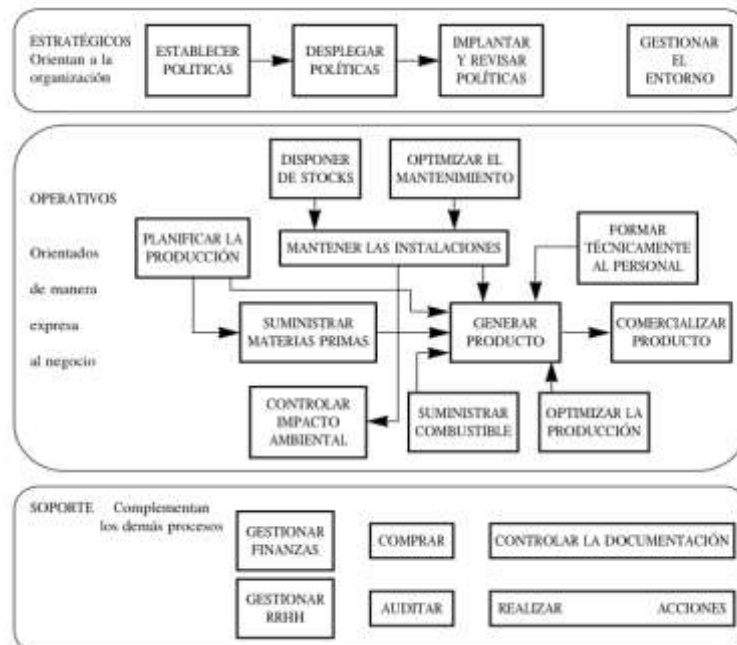 ESTRATÉGICOS
Orientan a la
organización
ESTABLECER
POLITICAS
DESPLEGAR
POLÍTICAS
IMPLANTAR
Y REVISAR
POLÍTICAS
GESTIONAR
EL
ENTORNO
OPERATIVOS
Orientados
de manera
expresa
al negocio
DISPONER
DE STOCKS
OPTIMIZAR EL
MANTENIMIENTO
PLANIFICAR LA
PRODUCCIÓN
MANTENER LAS INSTALACIONES
FORMAR
TÉCNICAMENTE
AL PERSONAL
SUMINISTRAR
MATERIAS PRIMAS
GENERAR
PRODUCTO
COMERCIALIZAR
PRODUCTO
CONTROLAR
IMPACTO
AMBIENTAL
SUMINISTRAR
COMBUSTIBLE
OPTIMIZAR LA
PRODUCCIÓN
SOPORTE Complementan
los demás procesos
GESTIONAR
FINANZAS
COMPRAR
CONTROLAR LA DOCUMENTACIÓN
GESTIONAR
RRHH
AUDITAR
REALIZAR ACCIONES